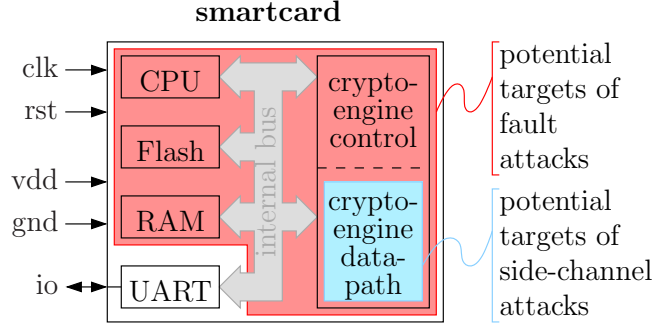 smartcard
clk
rst
vdd
gnd
io
CPU
Flash
RAM
UART
internal bus
crypto-
engine
control
crypto-
engine
data-
path
potential
targets of
fault
attacks
potential
targets of
side-channel
attacks